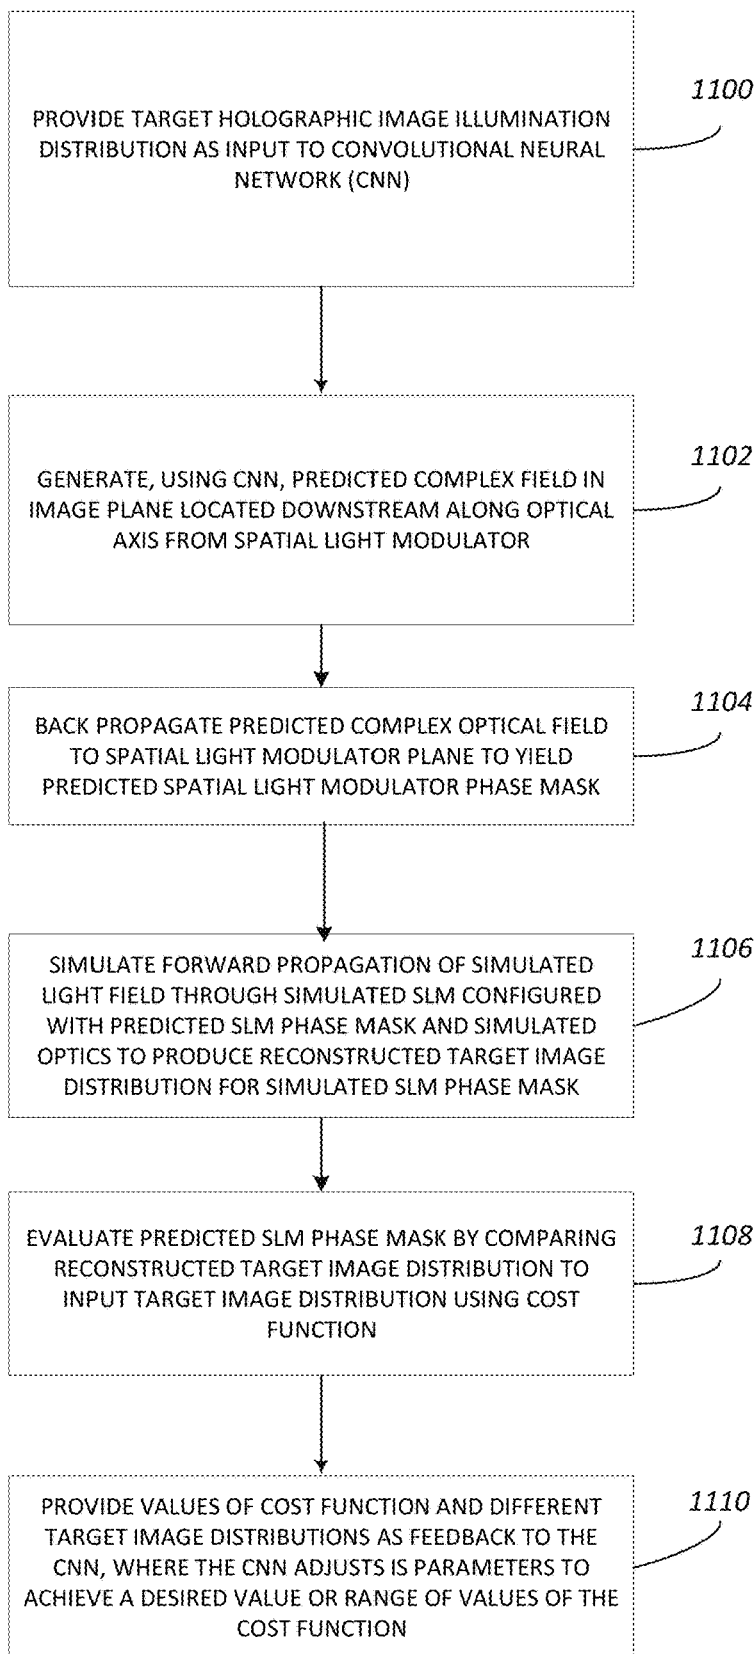 1100
PROVIDE TARGET HOLOGRAPHIC IMAGE ILLUMINATION
DISTRIBUTION AS INPUT TO CONVOLUTIONAL NEURAL
NETWORK (CNN)
1102
GENERATE, USING CNN, PREDICTED COMPLEX FIELD IN
IMAGE PLANE LOCATED DOWNSTREAM ALONG OPTICAL
AXIS FROM SPATIAL LIGHT MODULATOR
1104
BACK PROPAGATE PREDICTED COMPLEX OPTICAL FIELD
TO SPATIAL LIGHT MODULATOR PLANE TO YIELD
PREDICTED SPATIAL LIGHT MODULATOR PHASE MASK
1106
SIMULATE FORWARD PROPAGATION OF SIMULATED
LIGHT FIELD THROUGH SIMULATED SLM CONFIGURED
WITH PREDICTED SLM PHASE MASK AND SIMULATED
OPTICS TO PRODUCE RECONSTRUCTED TARGET IMAGE
DISTRIBUTION FOR SIMULATED SLM PHASE MASK
1108
EVALUATE PREDICTED SLM PHASE MASK BY COMPARING
RECONSTRUCTED TARGET IMAGE DISTRIBUTION TO
INPUT TARGET IMAGE DISTRIBUTION USING COST
FUNCTION
1110
PROVIDE VALUES OF COST FUNCTION AND DIFFERENT
TARGET IMAGE DISTRIBUTIONS AS FEEDBACK TO THE
CNN, WHERE THE CNN ADJUSTS IS PARAMETERS TO
ACHIEVE A DESIRED VALUE OR RANGE OF VALUES OF THE
COST FUNCTION